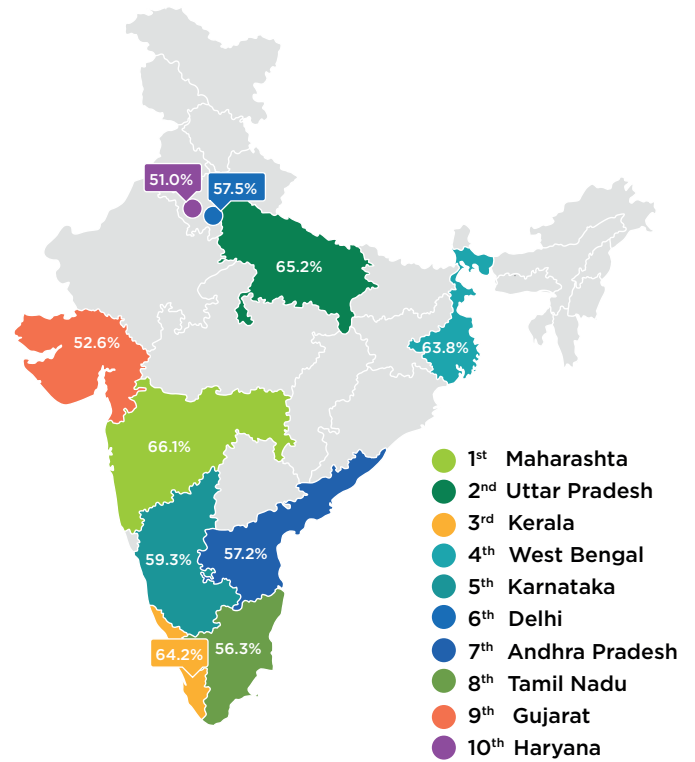 51.0%
57.5%
65.2%
52.6%
63.8%
66.1%
59.3%
57.2%
64.2%
56.3%
1st Maharashta
2nd Uttar Pradesh
3rd Kerala
4th West Bengal
5th Karnataka
6th Delhi
7th Andhra Pradesh
8th Tamil Nadu
9th Gujarat
10th Haryana